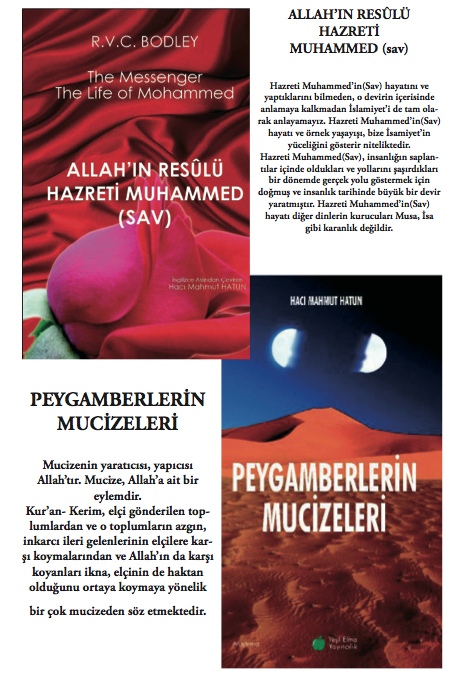 R.V.C. BODLEY
The Messenger
The Life of Mohammed
ALLAH’IN RESÛLÜ
HAZRETİ MUHAMMED
(SAV)
İngilizce Aslından Çeviren
Hacı Mahmut HATUN
ALLAH’IN RESÛLÜ
HAZRETİ
MUHAMMED (sav)
Hazreti Muhammed’in(Sav) hayatını ve
yaptıklarını bilmeden, o devirin içerisinde
anlamaya kalkmadan İslamiyet’i de tam ola-
rak anlayamayız. Hazreti Muhammed’in(Sav)
hayatı ve örnek yaşayışı, bize İsamiyet’in
yüceliğini gösterir niteliktedir.
Hazreti Muhammed(Sav), insanlığın saplan-
tılar içinde oldukları ve yollarını şaşırdıkları
bir dönemde gerçek yolu göstermek için
doğmuş ve insanlık tarihinde büyük bir devir
yaratmıştır. Hazreti Muhammed’in(Sav)
hayatı diğer dinlerin kurucuları Musa, İsa
gibi karanlık değildir.
PEYGAMBERLERİN
MUCİZELERİ
Mucizenin yaratıcısı, yapıcısı
Allah’tır. Mucize, Allah’a ait bir
eylemdir.
Kur’an- Kerim, elçi gönderilen top-
lumlardan ve o toplumların azgın,
inkarcı ileri gelenlerinin elçilere kar-
şı koymalarından ve Allah’ın da karşı
koyanları ikna, elçinin de haktan
olduğunu ortaya koymaya yönelik
bir çok mucizeden söz etmektedir.
HACI MAHMUT HATUN
PEYGAMBERLERİN
MUCİZELERİ
Yeşil Elma
Yayıncılık